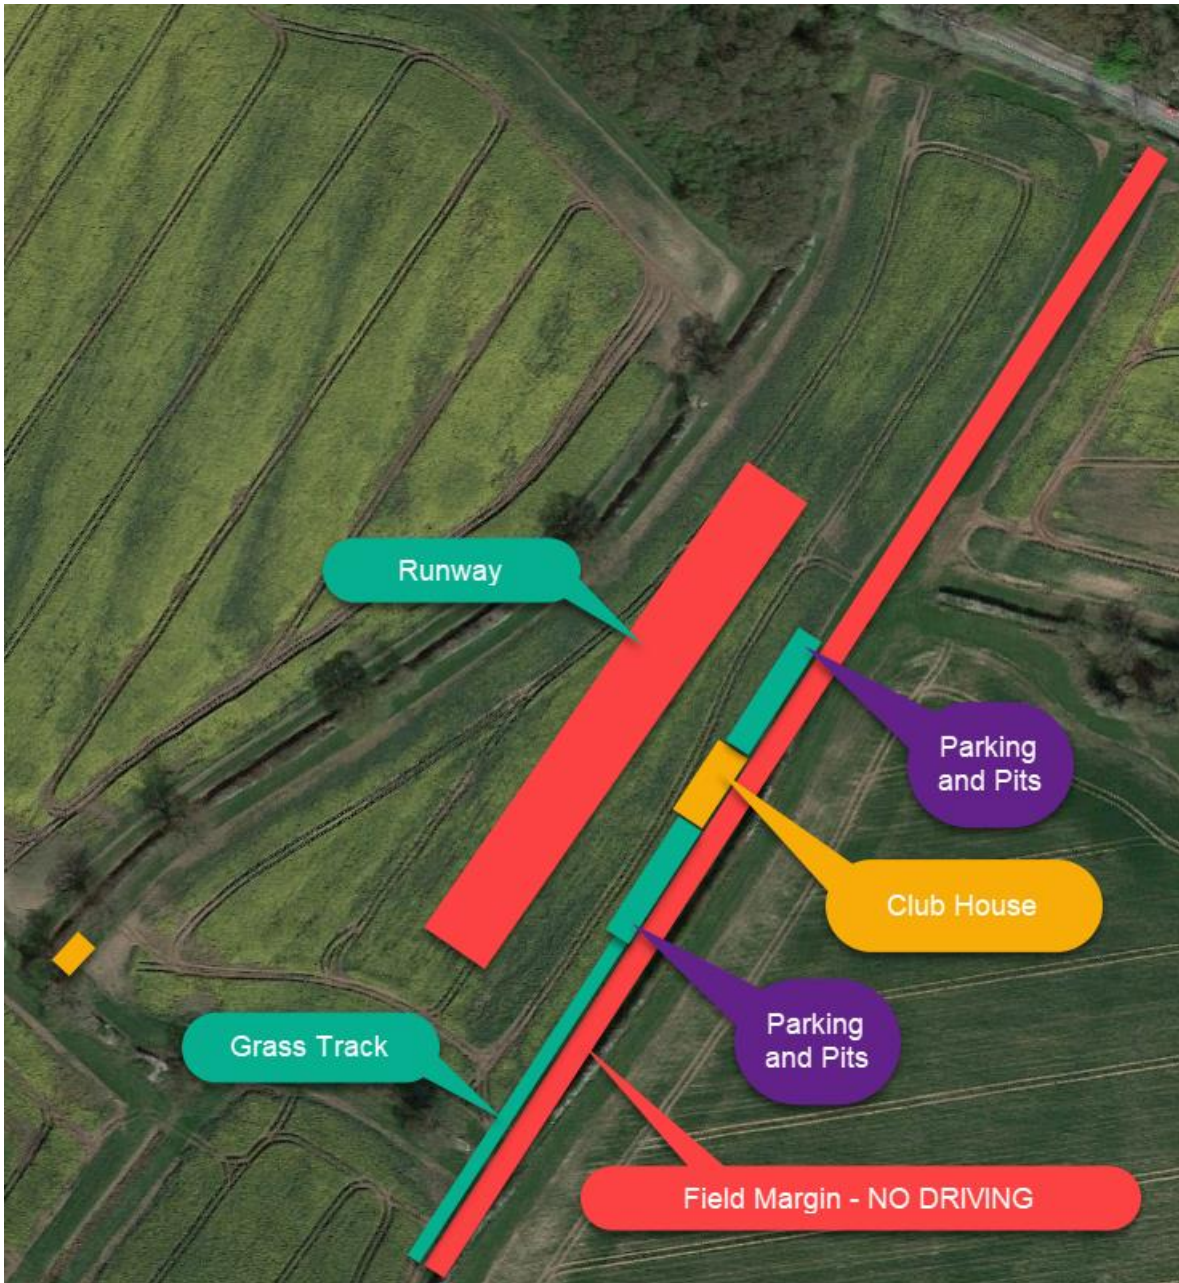 Runway
Parking
and Pits
Club House
Parking
and Pits
Grass Track
Field Margin - NO DRIVING